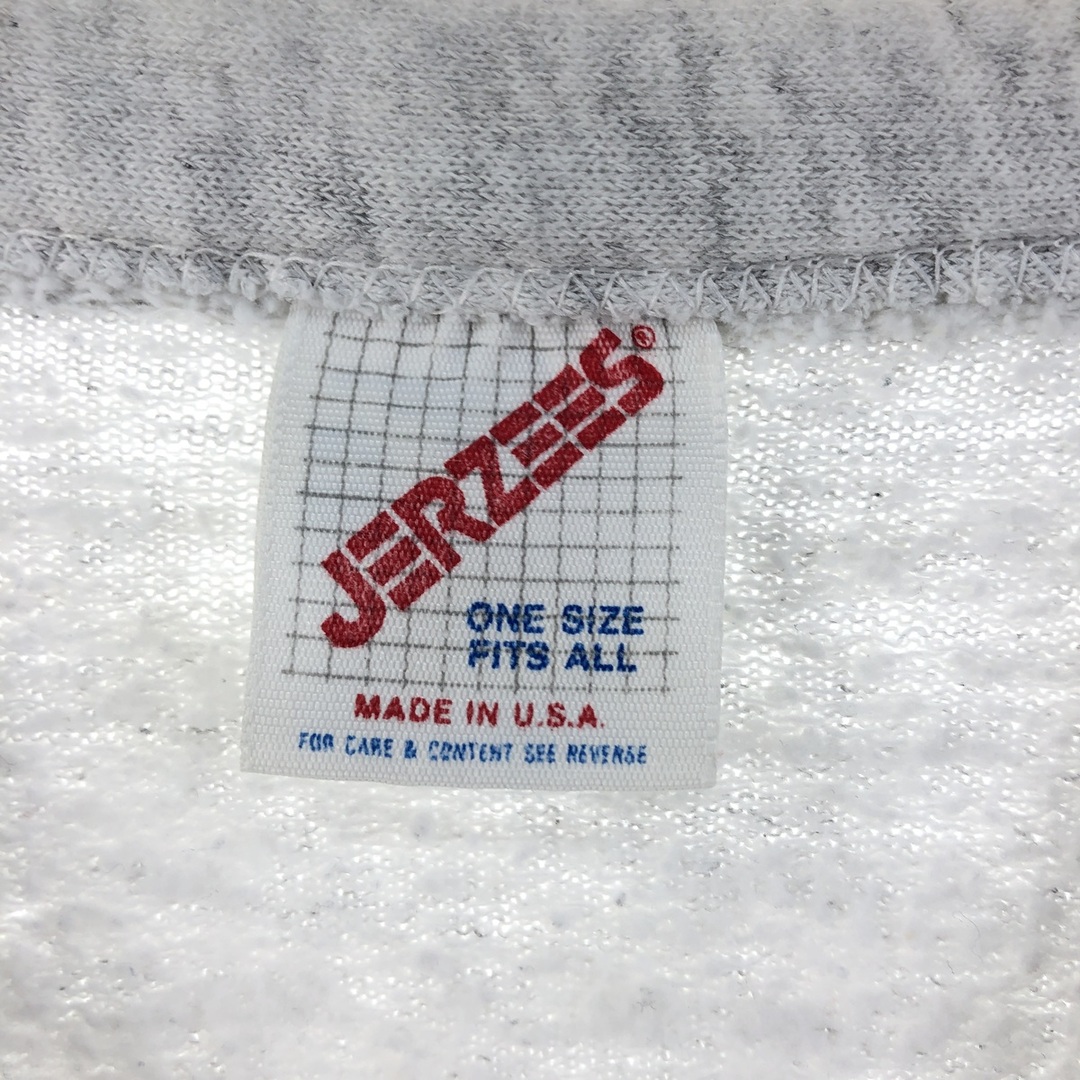 JERZEES®
ONE SIZE
FITS ALL
MADE IN U.S.A.
FOR CARE & CONTENT SEE REVERSE